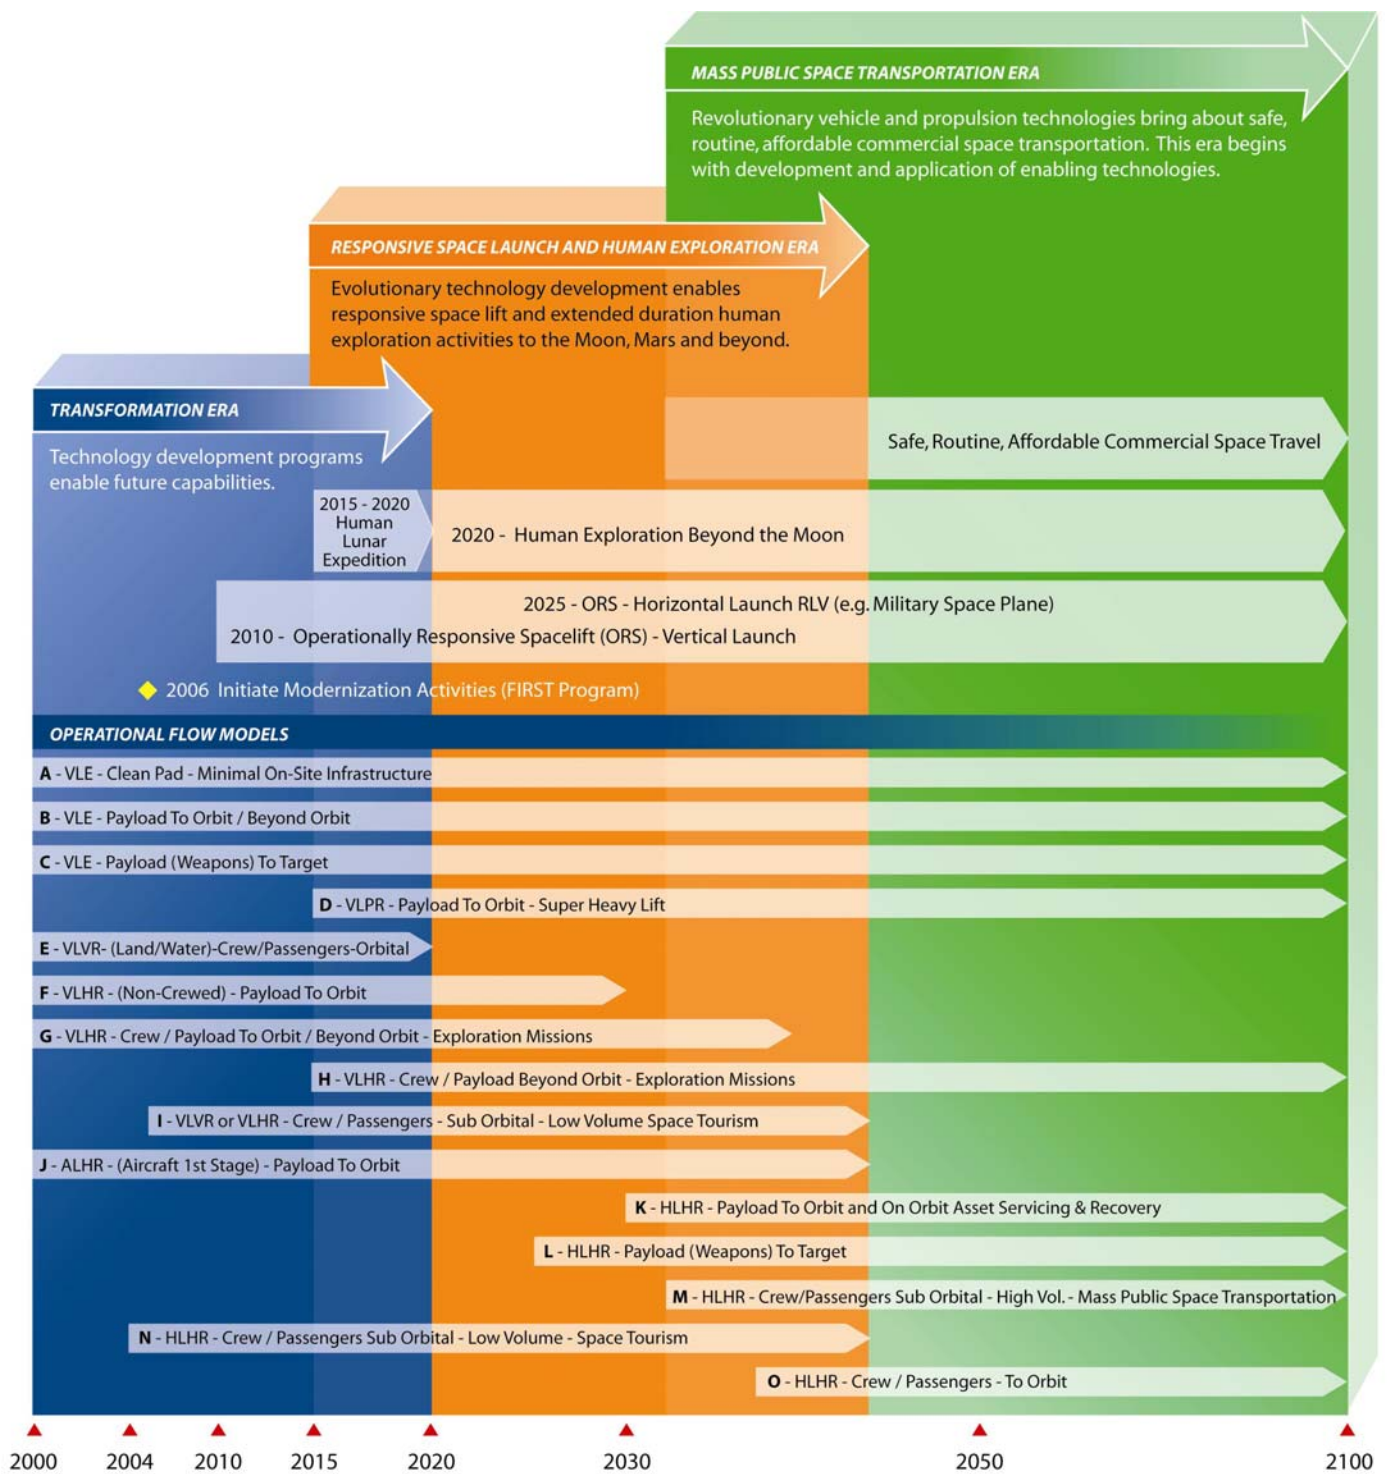 MASS PUBLIC SPACE TRANSPORTATION ERA
Revolutionary vehicle and propulsion technologies bring about safe,
routine, affordable commercial space transportation. This era begins
with development and application of enabling technologies.
RESPONSIVE SPACE LAUNCH AND HUMAN EXPLORATION ERA
Evolutionary technology development enables
responsive space lift and extended duration human
exploration activities to the Moon, Mars and beyond.
TRANSFORMATION ERA
Technology development programs
enable future capabilities.
Safe, Routine, Affordable Commercial Space Travel
2015 - 2020
Human
Lunar
Expedition
2020 - Human Exploration Beyond the Moon
2025 - ORS - Horizontal Launch RLV (e.g. Military Space Plane)
2010 - Operationally Responsive Spacelift (ORS) - Vertical Launch
2006 Initiate Modernization Activities (FIRST Program)
OPERATIONAL FLOW MODELS
A - VLE - Clean Pad - Minimal On-Site Infrastructure
B - VLE - Payload To Orbit / Beyond Orbit
C - VLE - Payload (Weapons) To Target
D - VLPR - Payload To Orbit - Super Heavy Lift
E - VLVR- (Land/Water)-Crew/Passengers-Orbital
F - VLHR - (Non-Crewed) - Payload To Orbit
G - VLHR - Crew / Payload To Orbit / Beyond Orbit - Exploration Missions
H - VLHR - Crew / Payload Beyond Orbit - Exploration Missions
I - VLVR or VLHR - Crew / Passengers - Sub Orbital - Low Volume Space Tourism
J - ALHR - (Aircraft 1st Stage) - Payload To Orbit
K - HLHR - Payload To Orbit and On Orbit Asset Servicing & Recovery
L - HLHR - Payload (Weapons) To Target
M - HLHR - Crew/Passengers Sub Orbital - High Vol. - Mass Public Space Transportation
N - HLHR - Crew / Passengers Sub Orbital - Low Volume - Space Tourism
O - HLHR - Crew / Passengers - To Orbit
2000 2004 2010 2015 2020 2030 2050 2100